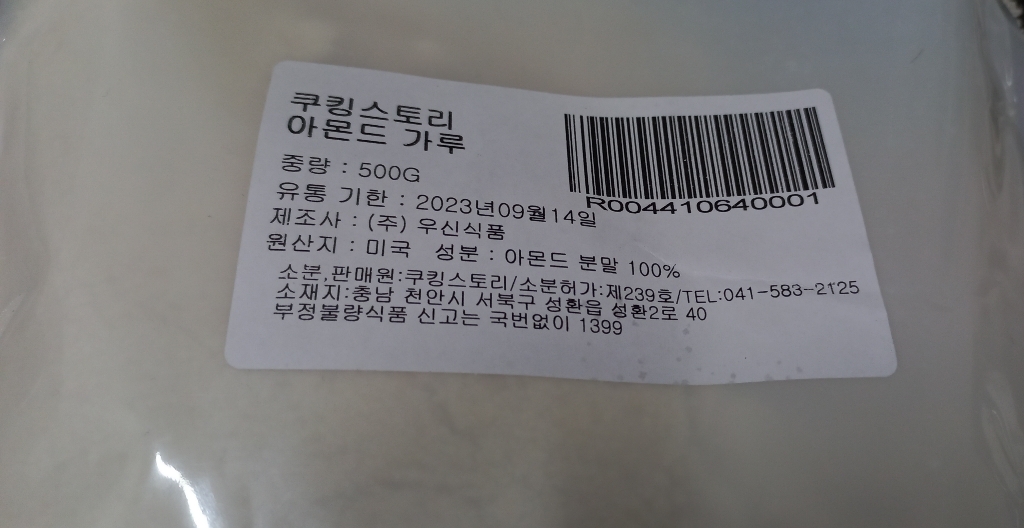 쿠킹스토리
아몬드 가루
중량 : 500G
유통 기한 : 2023년09월14일
제조사 : (주) 우신식품
원산지 : 미국 성분 : 아몬드 분말 100%
소분,판매원:쿠킹스토리/소분허가:제239호/TEL:041-583-2125
소재지:충남 천안시 서북구 성환읍 성환2로 40
부정불량식품 신고는 국번없이 1399
R004410640001